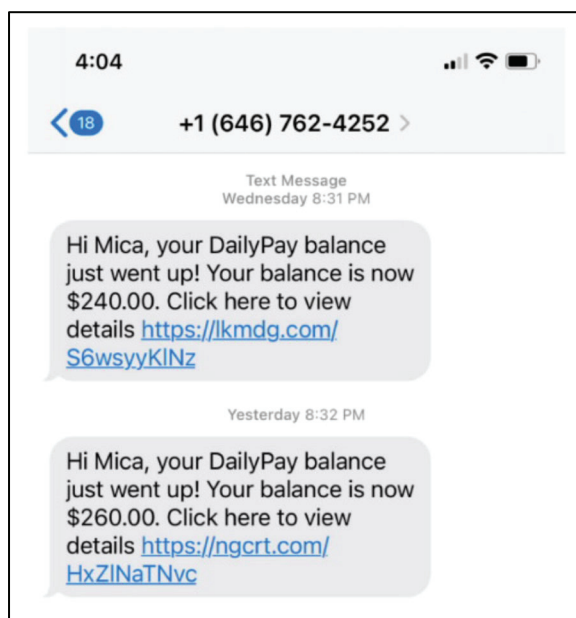 4:04
18
+1 (646) 762-4252 >
Text Message
Wednesday 8:31 PM
Hi Mica, your DailyPay balance
just went up! Your balance is now
$240.00. Click here to view
details https://lkmdg.com/
S6wsyyKlNz
Yesterday 8:32 PM
Hi Mica, your DailyPay balance
just went up! Your balance is now
$260.00. Click here to view
details https://ngcrt.com/
HxZlNaTNvc